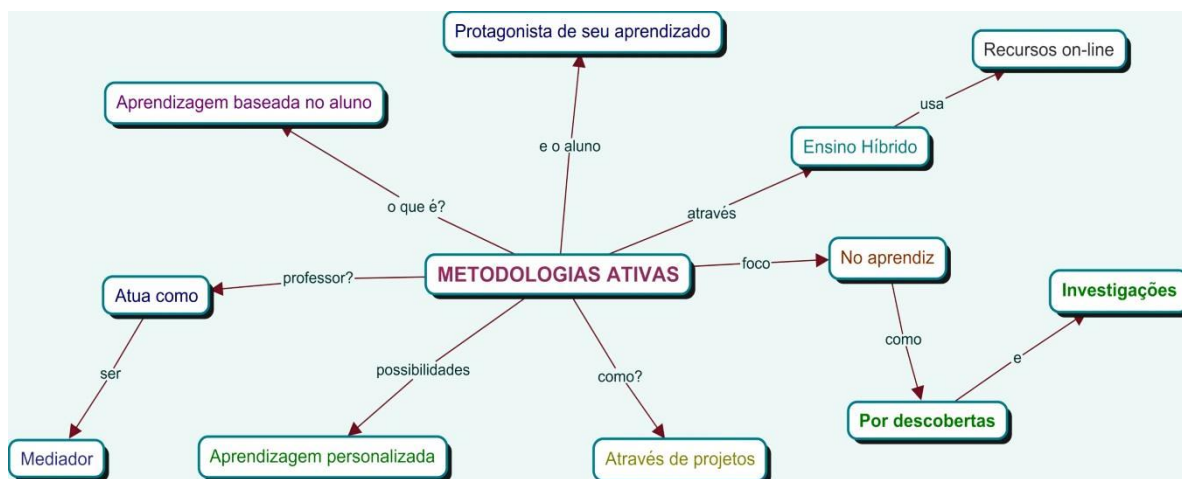 Protagonista de seu aprendizado
Recursos on-line
Aprendizagem baseada no aluno
usa
e o aluno
Ensino Híbrido
o que é?
através
METODOLOGIAS ATIVAS
foco
No aprendiz
professor?
Atua como
Investigações
como
e
possibilidades
como?
ser
Por descobertas
Mediador
Aprendizagem personalizada
Através de projetos